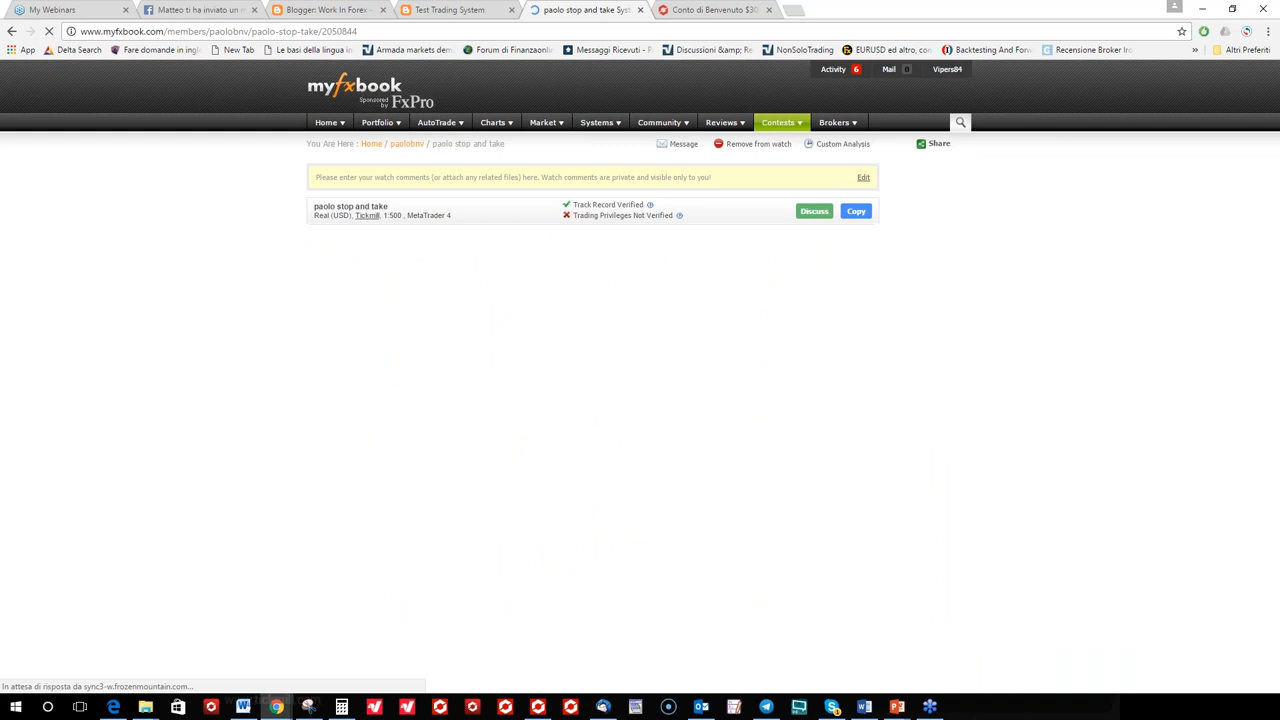 My Webinars
Matteo ti ha inviato un m
Blogger: Work In Forex -
Test Trading System
paolo stop and take Syst
Conto di Benvenuto $30
www.myfxbook.com/members/paolobnv/paolo-stop-take/2050844
App
Delta Search
Fare domande in ingl
New Tab
Le basi della lingua in
Armada markets demo
Forum di Finanzaonline
Messaggi Ricevuti - P
Discussioni &amp; Re
NonSoloTrading
EURUSD ed altro, con
Backtesting And Forw
Recensione Broker Ins
Altri Preferiti
Activity 6
Mail 0
Vipers84
myfxbook
Sponsored by FxPro
Home
Portfolio
AutoTrade
Charts
Market
Systems
Community
Reviews
Contests
Brokers
You Are Here : Home / paolobnv / paolo stop and take
Message
Remove from watch
Custom Analysis
Share
Please enter your watch comments (or attach any related files) here. Watch comments are private and visible only to you!
Edit
paolo stop and take
Real (USD), Tickmill, 1:500 , MetaTrader 4
Track Record Verified
Trading Privileges Not Verified
Discuss
Copy
In attesa di risposta da sync3-w.frozenmountain.com...